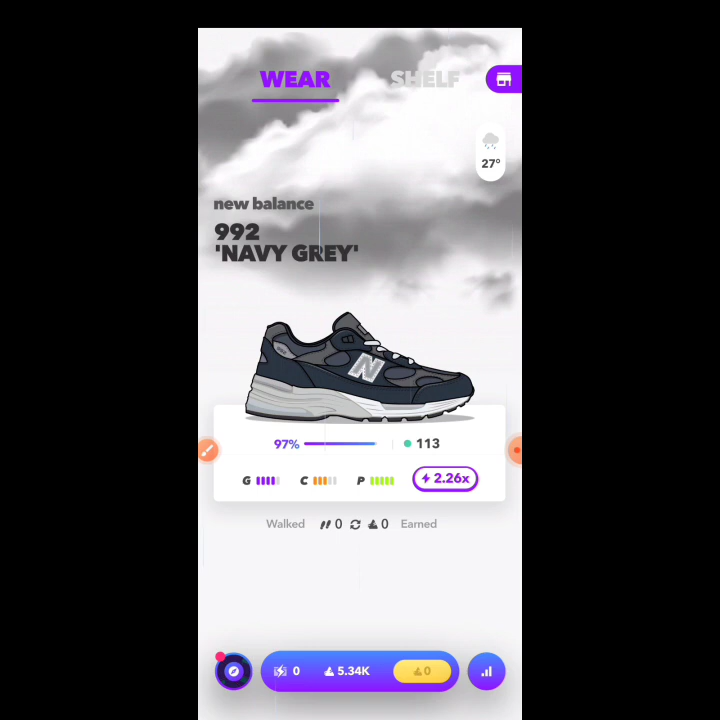 WEAR SHELF
27°
new balance
992
'NAVY GREY'
N
97% 113
G C P 2.26x
Walked 0 0 Earned
0 5.34K 0